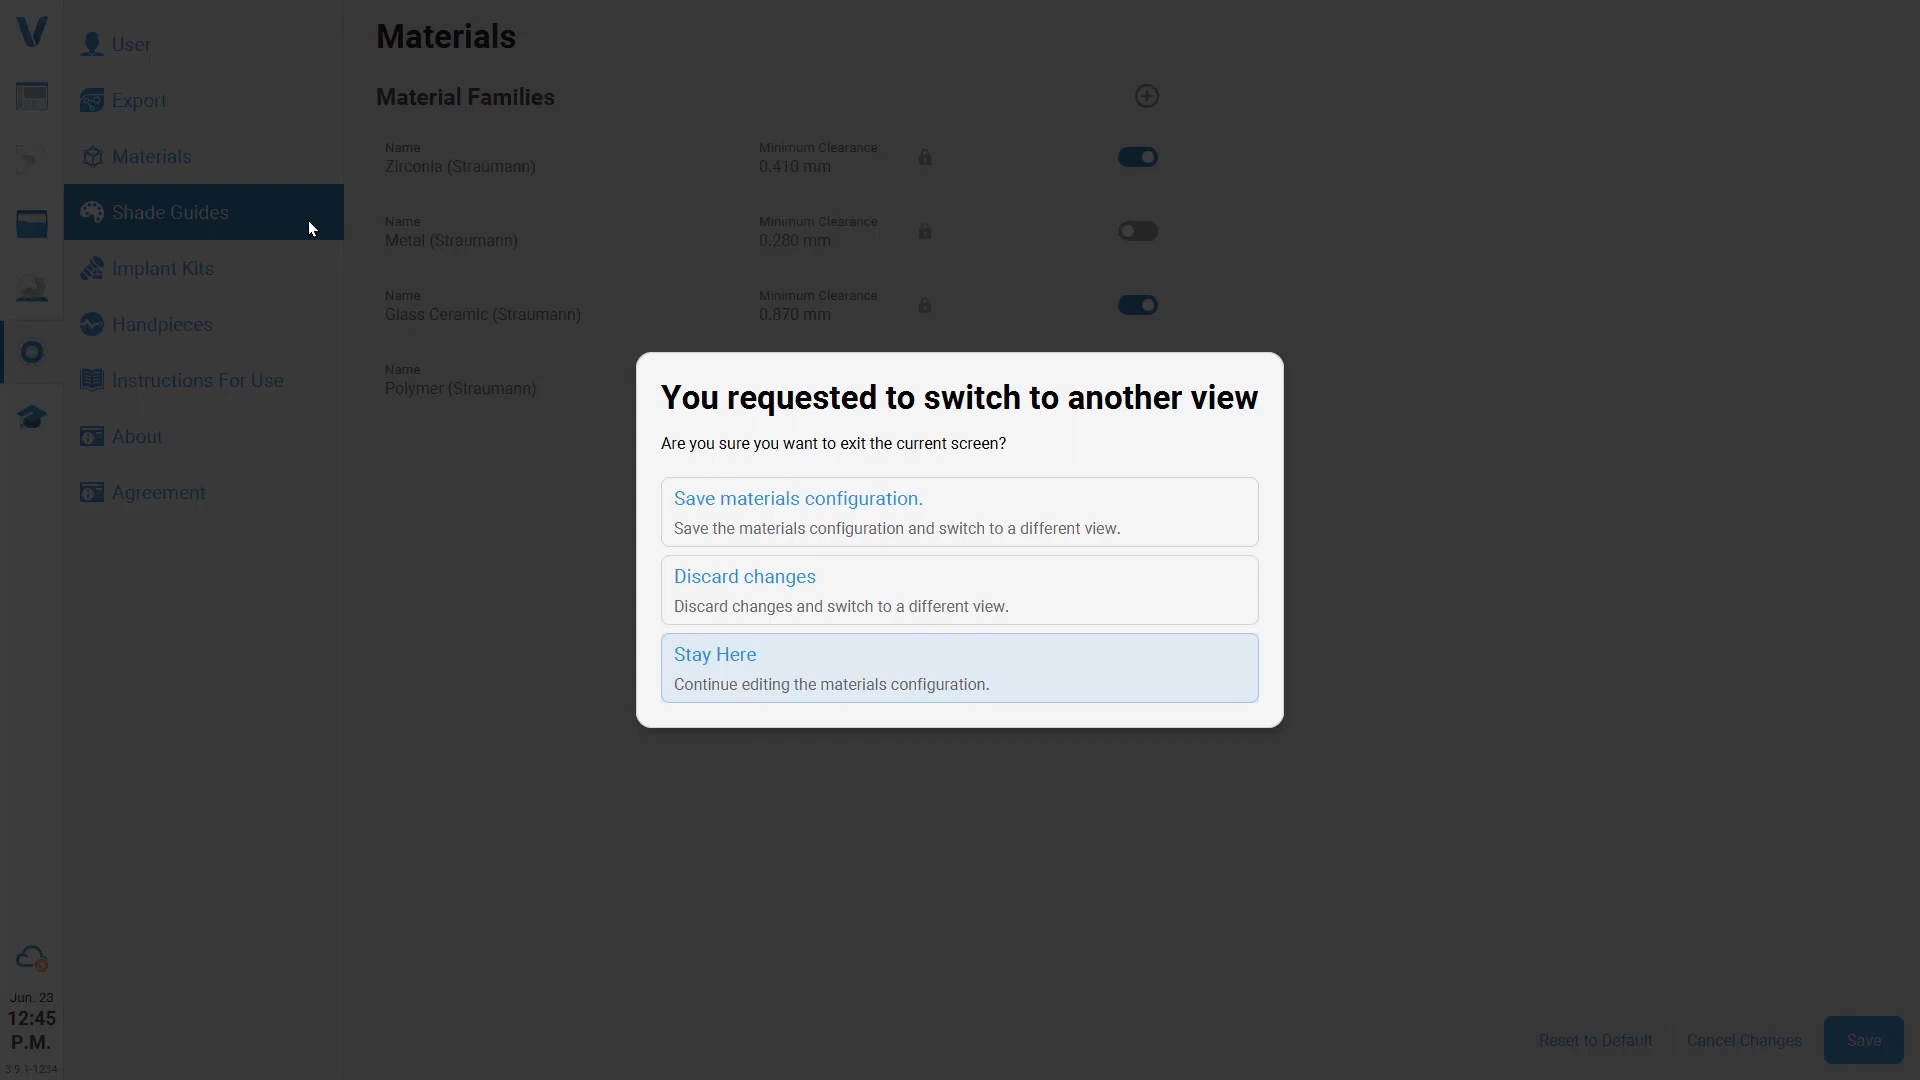 User
Export
Materials
Shade Guides
Implant Kits
Handpieces
Instructions For Use
About
Agreement
Jun. 23
12:45
P.M.
3.9.1-1234
Materials
Material Families
Name
Zirconia (Straumann)
Minimum Clearance
0.410 mm
Name
Metal (Straumann)
Minimum Clearance
0.280 mm
Name
Glass Ceramic (Straumann)
Minimum Clearance
0.870 mm
Name
Polymer (Straumann)
You requested to switch to another view
Are you sure you want to exit the current screen?
Save materials configuration.
Save the materials configuration and switch to a different view.
Discard changes
Discard changes and switch to a different view.
Stay Here
Continue editing the materials configuration.
Reset to Default
Cancel Changes
Save